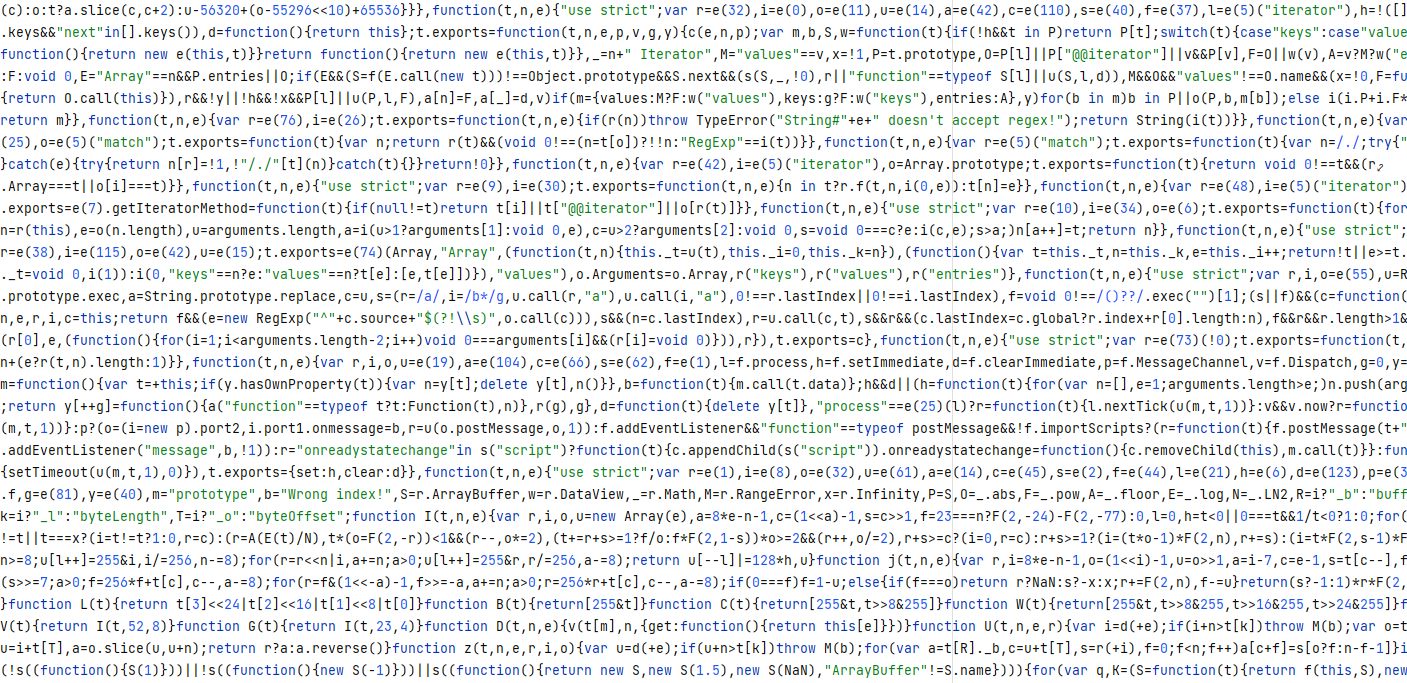 (c):o:t?a.slice(c,c+2):u-56320+(o-55296<<10)+65536}}},function(t,n,e){"use strict";var r=e(32),i=e(0),o=e(11),u=e(14),a=e(42),c=e(110),s=e(40),f=e(37),l=e(5)("iterator"),h=!([]
.keys&&"next"in[].keys()),d=function(){return this};t.exports=function(t,n,e,p,v,g,y){c(e,n,p);var m,b,S,w=function(t){if(!h&&t in P)return P[t];switch(t){case"keys":case"value
function(){return new e(this,t)}}return function(){return new e(this,t)}},_=n+" Iterator",M="values"==v,x=!1,P=t.prototype,O=P[l]||P["@@iterator"]||v&&P[v],F=O||w(v),A=v?M?w("e
:F:void 0,E="Array"==n&&P.entries||O;if(E&&(S=f(E.call(new t)))!==Object.prototype&&S.next&&(s(S,_,!0),r||"function"==typeof S[l]||u(S,l,d)),M&&O&&"values"!==O.name&&(x=!0,F=fu
{return O.call(this)}),r&&!y||!h&&!x&&P[l]||u(P,l,F),a[n]=F,a[_]=d,v)if(m={values:M?F:w("values"),keys:g?F:w("keys"),entries:A},y)for(b in m)b in P||o(P,b,m[b]);else i(i.P+i.F*
return m}},function(t,n,e){var r=e(76),i=e(26);t.exports=function(t,n,e){if(r(n))throw TypeError("String#"+e+" doesn't accept regex!");return String(i(t))}},function(t,n,e){var
(25),o=e(5)("match");t.exports=function(t){var n;return r(t)&&(void 0!==(n=t[o])?!!n:"RegExp"==i(t))}},function(t,n,e){var r=e(5)("match");t.exports=function(t){var n=/./;try{"
}catch(e){try{return n[r]=!1,!"/./"[t](n)}catch(t){}}return!0}},function(t,n,e){var r=e(42),i=e(5)("iterator"),o=Array.prototype;t.exports=function(t){return void 0!==t&&(r
.Array===t||o[i]===t)}},function(t,n,e){"use strict";var r=e(9),i=e(30);t.exports=function(t,n,e){n in t?r.f(t,n,i(0,e)):t[n]=e}},function(t,n,e){var r=e(48),i=e(5)("iterator")
.exports=e(7).getIteratorMethod=function(t){if(null!=t)return t[i]||t["@@iterator"]||o[r(t)]}},function(t,n,e){"use strict";var r=e(10),i=e(34),o=e(6);t.exports=function(t){for
n=r(this),e=o(n.length),u=arguments.length,a=i(u>1?arguments[1]:void 0,e),c=u>2?arguments[2]:void 0,s=void 0===c?e:i(c,e);s>a;)n[a++]=t;return n}},function(t,n,e){"use strict";
r=e(38),i=e(115),o=e(42),u=e(15);t.exports=e(74)(Array,"Array",(function(t,n){this._t=u(t),this._i=0,this._k=n}),(function(){var t=this._t,n=this._k,e=this._i++;return!t||e>=t.
._t=void 0,i(1)):i(0,"keys"==n?e:"values"==n?t[e]:[e,t[e]])}),"values"),o.Arguments=o.Array,r("keys"),r("values"),r("entries")},function(t,n,e){"use strict";var r,i,o=e(55),u=R
.prototype.exec,a=String.prototype.replace,c=u,s=(r=/a/,i=/b*/g,u.call(r,"a"),u.call(i,"a"),0!==r.lastIndex||0!==i.lastIndex),f=void 0!==/()??/.exec("")[1];(s||f)&&(c=function(
n,e,r,i,c=this;return f&&(e=new RegExp("^"+c.source+"$(?!\\s)",o.call(c))),s&&(n=c.lastIndex),r=u.call(c,t),s&&r&&(c.lastIndex=c.global?r.index+r[0].length:n),f&&r&&r.length>1&
(r[0],e,(function(){for(i=1;i<arguments.length-2;i++)void 0===arguments[i]&&(r[i]=void 0)})),r}),t.exports=c},function(t,n,e){"use strict";var r=e(73)(!0);t.exports=function(t,
n+(e?r(t,n).length:1)}},function(t,n,e){var r,i,o,u=e(19),a=e(104),c=e(66),s=e(62),f=e(1),l=f.process,h=f.setImmediate,d=f.clearImmediate,p=f.MessageChannel,v=f.Dispatch,g=0,y=
m=function(){var t=+this;if(y.hasOwnProperty(t)){var n=y[t];delete y[t],n()}},b=function(t){m.call(t.data)};h&&d||(h=function(t){for(var n=[],e=1;arguments.length>e;)n.push(arg
;return y[++g]=function(){a("function"==typeof t?t:Function(t),n)},r(g),g},d=function(t){delete y[t]},"process"==e(25)(l)?r=function(t){l.nextTick(u(m,t,1))}:v&&v.now?r=functio
(m,t,1))}:p?(o=(i=new p).port2,i.port1.onmessage=b,r=u(o.postMessage,o,1)):f.addEventListener&&"function"==typeof postMessage&&!f.importScripts?(r=function(t){f.postMessage(t+"
.addEventListener("message",b,!1)):r="onreadystatechange"in s("script")?function(t){c.appendChild(s("script")).onreadystatechange=function(){c.removeChild(this),m.call(t)}}:fun
{setTimeout(u(m,t,1),0)}),t.exports={set:h,clear:d}},function(t,n,e){"use strict";var r=e(1),i=e(8),o=e(32),u=e(61),a=e(14),c=e(45),s=e(2),f=e(44),l=e(21),h=e(6),d=e(123),p=e(3
.f,g=e(81),y=e(40),m="prototype",b="Wrong index!",S=r.ArrayBuffer,w=r.DataView,_=r.Math,M=r.RangeError,x=r.Infinity,P=S,O=_.abs,F=_.pow,A=_.floor,E=_.log,N=_.LN2,R=i?"_b":"buff
k=i?"_l":"byteLength",T=i?"_o":"byteOffset";function I(t,n,e){var r,i,o,u=new Array(e),a=8*e-n-1,c=(1<<a)-1,s=c>>1,f=23===n?F(2,-24)-F(2,-77):0,l=0,h=t<0||0===t&&1/t<0?1:0;for(
!=t||t===x?(i=t!=t?1:0,r=c):(r=A(E(t)/N),t*(o=F(2,-r))<1&&(r--,o*=2),(t+=r+s>=1?f/o:f*F(2,1-s))*o>=2&&(r++,o/=2),r+s>=c?(i=0,r=c):r+s>=1?(i=(t*o-1)*F(2,n),r+=s):(i=t*F(2,s-1)*F
n>=8;u[l++]=255&i,i/=256,n-=8);for(r=r<<n|i,a+=n;a>0;u[l++]=255&r,r/=256,a-=8);return u[--l]|=128*h,u}function j(t,n,e){var r,i=8*e-n-1,o=(1<<i)-1,u=o>>1,a=i-7,c=e-1,s=t[c--],f
(s>>=7;a>0;f=256*f+t[c],c--,a-=8);for(r=f&(1<<-a)-1,f>>=-a,a+=n;a>0;r=256*r+t[c],c--,a-=8);if(0===f)f=1-u;else{if(f===o)return r?NaN:s?-x:x;r+=F(2,n),f-=u}return(s?-1:1)*r*F(2,
}function L(t){return t[3]<<24|t[2]<<16|t[1]<<8|t[0]}function B(t){return[255&t]}function C(t){return[255&t,t>>8&255]}function W(t){return[255&t,t>>8&255,t>>16&255,t>>24&255]}f
V(t){return I(t,52,8)}function G(t){return I(t,23,4)}function D(t,n,e){v(t[m],n,{get:function(){return this[e]}})}function U(t,n,e,r){var i=d(+e);if(i+n>t[k])throw M(b);var o=t
u=i+t[T],a=o.slice(u,u+n);return r?a:a.reverse()}function z(t,n,e,r,i,o){var u=d(+e);if(u+n>t[k])throw M(b);for(var a=t[R]._b,c=u+t[T],s=r(+i),f=0;f<n;f++)a[c+f]=s[o?f:n-f-1]}i
(!s((function(){S(1)}))||!s((function(){new S(-1)}))||s((function(){return new S,new S(1.5),new S(NaN),"ArrayBuffer"!=S.name}))){for(var q,K=(S=function(t){return f(this,S),new